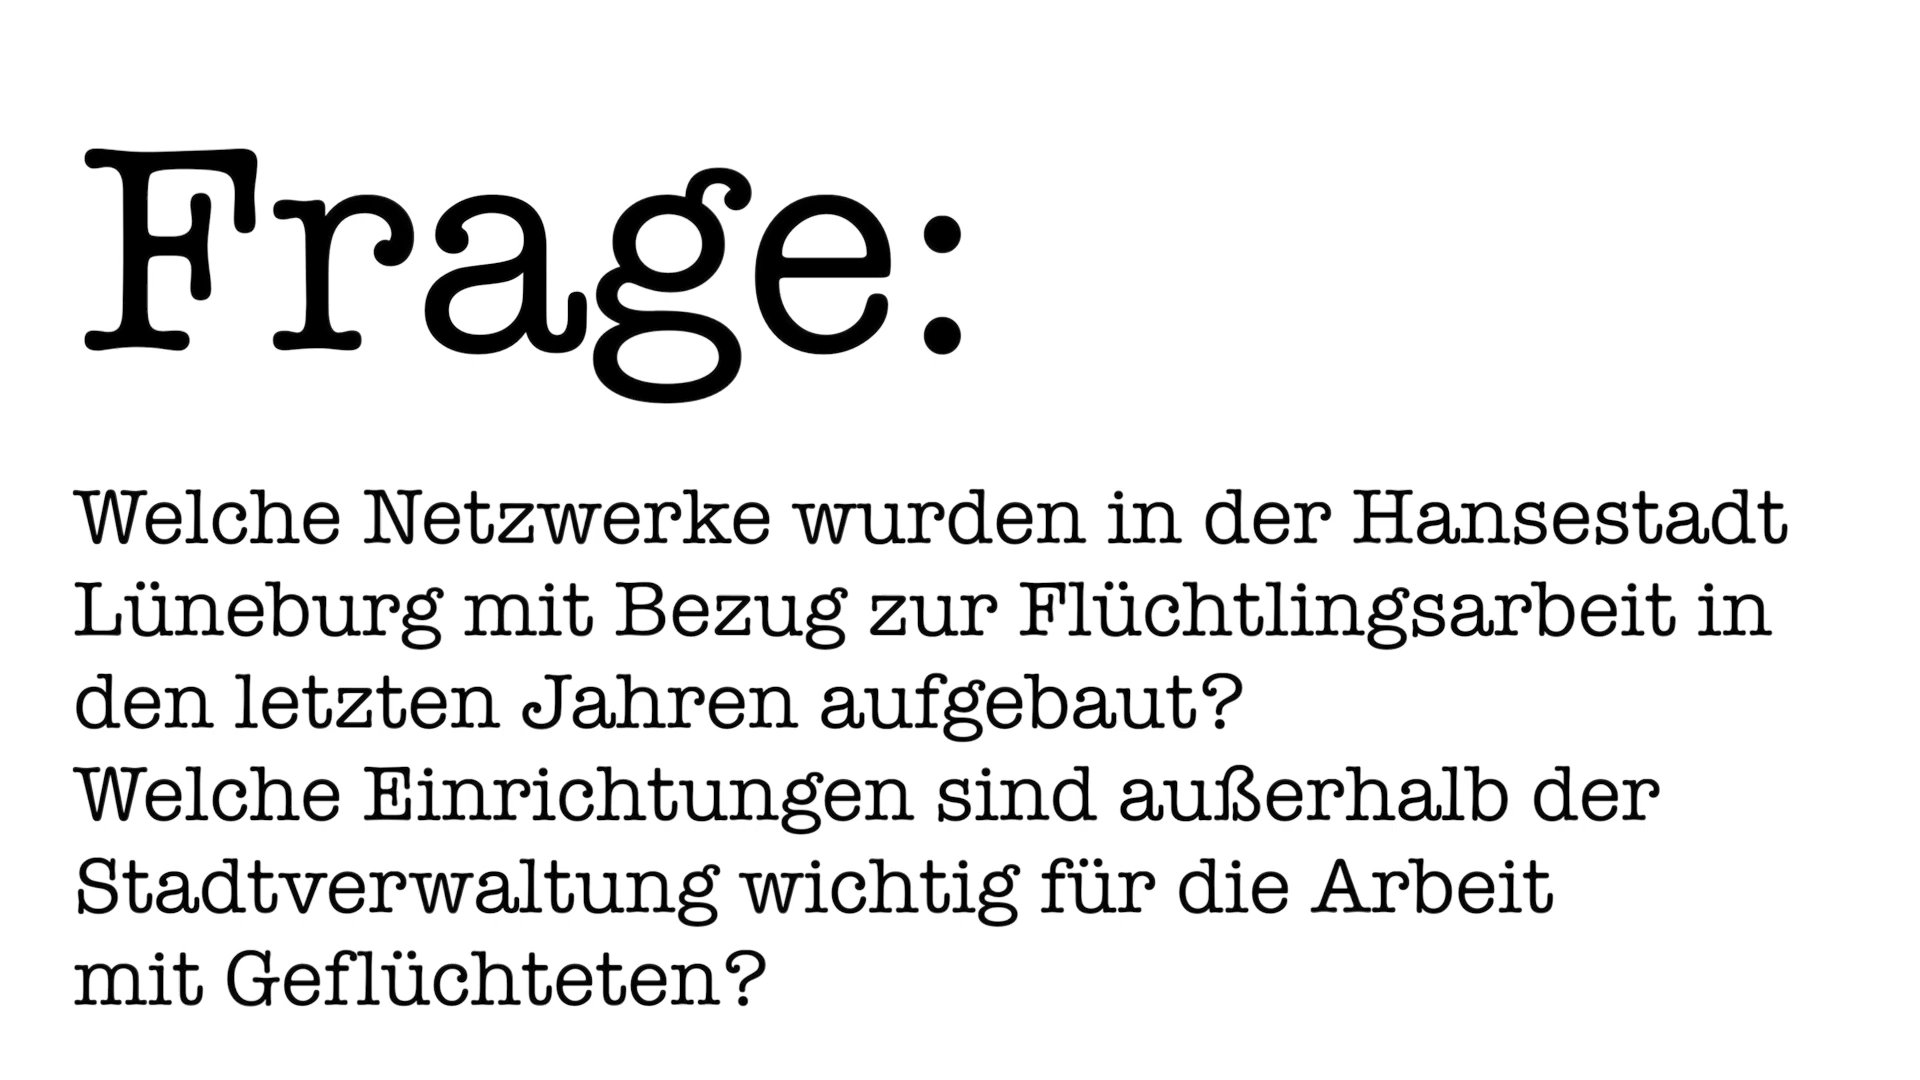 Frage:
Welche Netzwerke wurden in der Hansestadt
Lüneburg mit Bezug zur Flüchtlingsarbeit in
den letzten Jahren aufgebaut?
Welche Einrichtungen sind außerhalb der
Stadtverwaltung wichtig für die Arbeit
mit Geflüchteten?